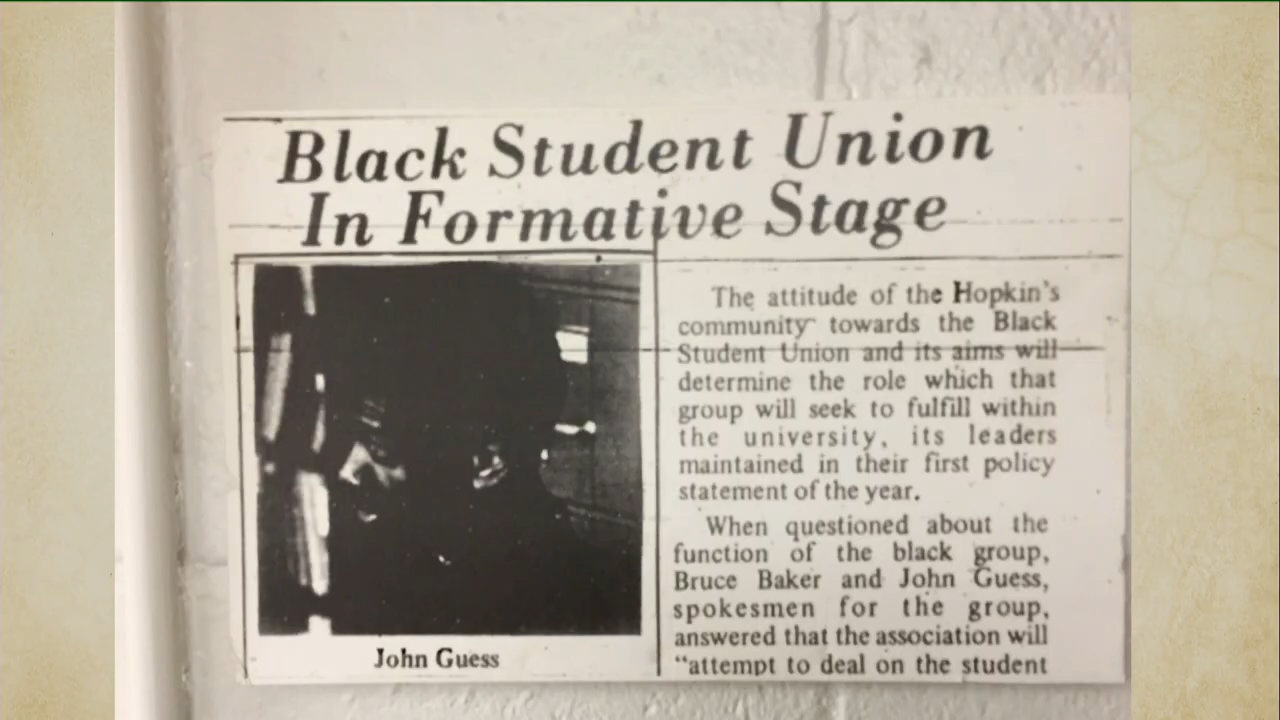 Black Student Union
In Formative Stage
The attitude of the Hopkin's
community towards the Black
Student Union and its aims will
determine the role which that
group will seek to fulfill within
the university, its leaders
maintained in their first policy
statement of the year.
When questioned about the
function of the black group,
Bruce Baker and John Guess,
spokesmen for the group,
answered that the association will
“attempt to deal on the student
John Guess